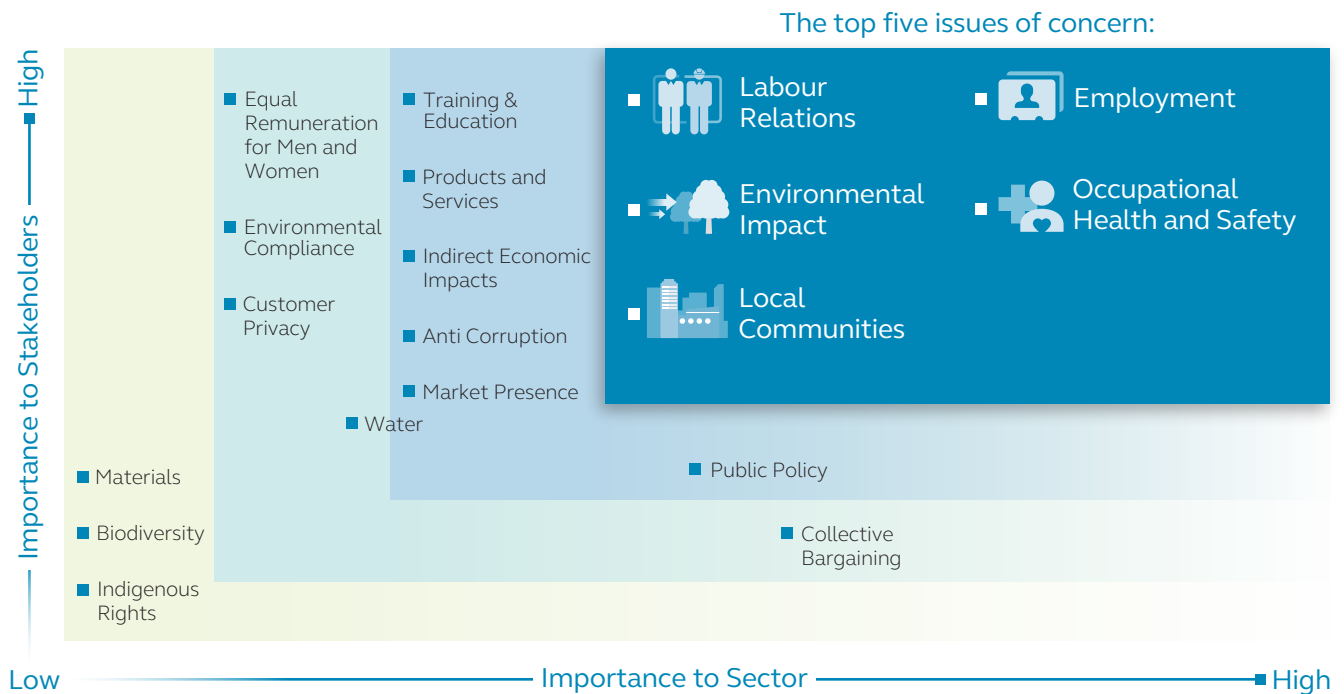 The top five issues of concern:
Importance to Stakeholders
High
Equal
Remuneration
for Men and
Women
Environmental
Compliance
Customer
Privacy
Training &
Education
Products and
Services
Indirect Economic
Impacts
Anti Corruption
Market Presence
Labour
Relations
Employment
Environmental
Impact
Occupational
Health and Safety
Local
Communities
Water
Materials
Biodiversity
Indigenous
Rights
Public Policy
Collective
Bargaining
Low
Importance to Sector
High